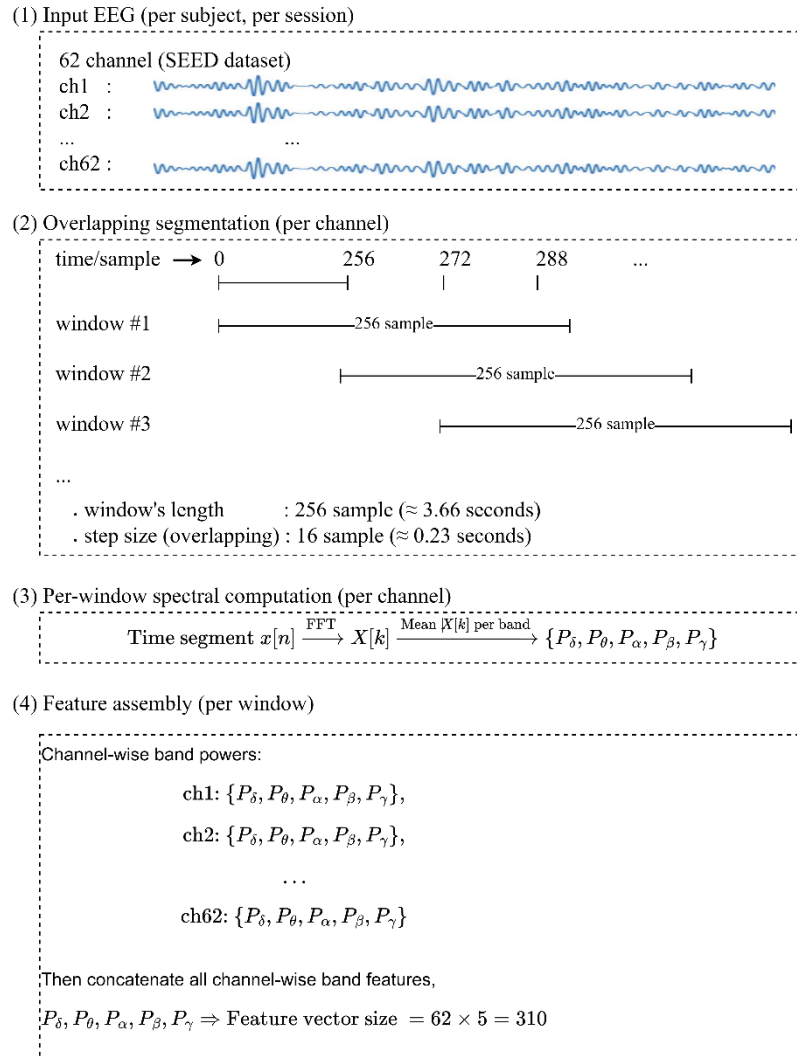 (1) Input EEG (per subject, per session)
62 channel (SEED dataset)
ch1 :
ch2 :
... ...
ch62 :
(2) Overlapping segmentation (per channel)
time/sample → 0 256 272 288 ...
window #1 256 sample
window #2 256 sample
window #3 256 sample
...
. window's length : 256 sample (≈ 3.66 seconds)
. step size (overlapping) : 16 sample (≈ 0.23 seconds)
(3) Per-window spectral computation (per channel)
Time segment x[n] FFT→ X[k] Mean |X[k] per band→ {P_δ, P_θ, P_α, P_β, P_γ}
(4) Feature assembly (per window)
Channel-wise band powers:
ch1: {P_δ, P_θ, P_α, P_β, P_γ},
ch2: {P_δ, P_θ, P_α, P_β, P_γ},
...
ch62: {P_δ, P_θ, P_α, P_β, P_γ}
Then concatenate all channel-wise band features,
P_δ, P_θ, P_α, P_β, P_γ ⇒ Feature vector size = 62 × 5 = 310